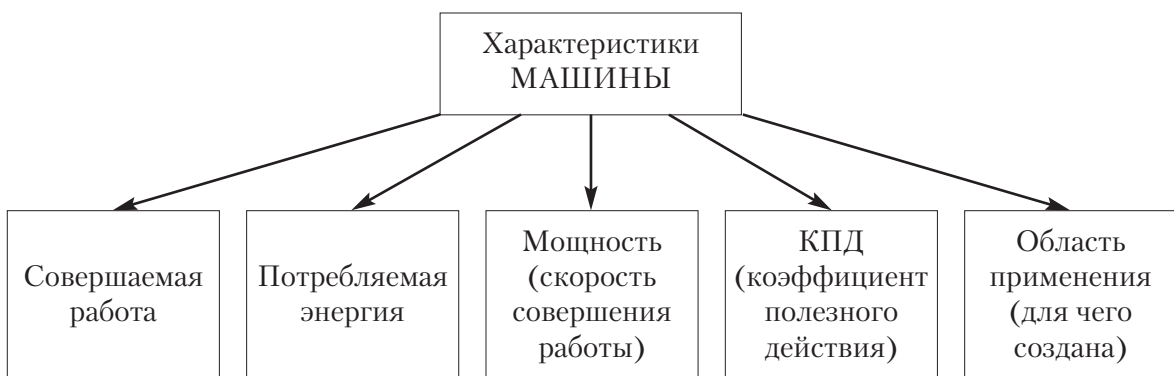 Характеристики
МАШИНЫ
Совершаемая
работа
Потребляемая
энергия
Мощность
(скорость
совершения
работы)
КПД
(коэффициент
полезного
действия)
Область
применения
(для чего
создана)